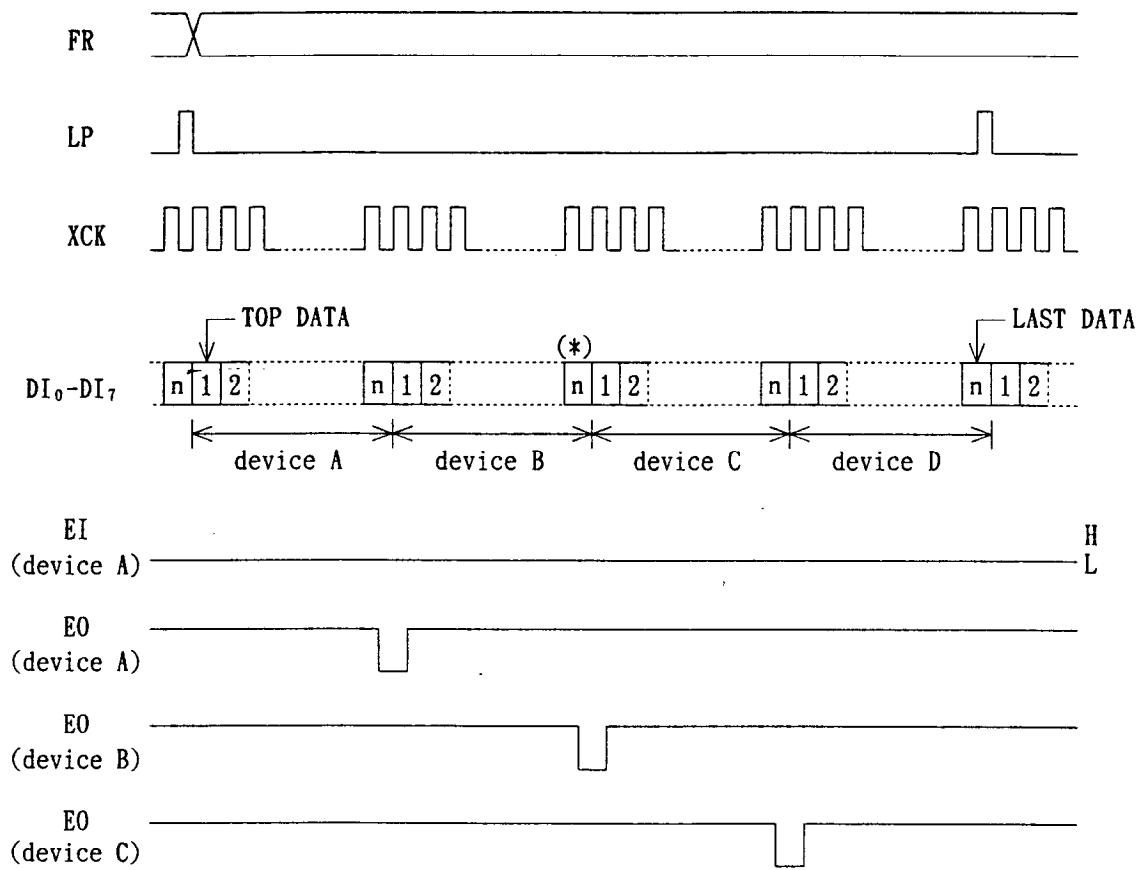 FR
LP
XCK
TOP DATA
LAST DATA
(*)
DI₀-DI₇
n 1 2 n 1 2 n 1 2 n 1 2 n 1 2
device A device B device C device D
EI
(device A)
H
L
EO
(device A)
EO
(device B)
EO
(device C)